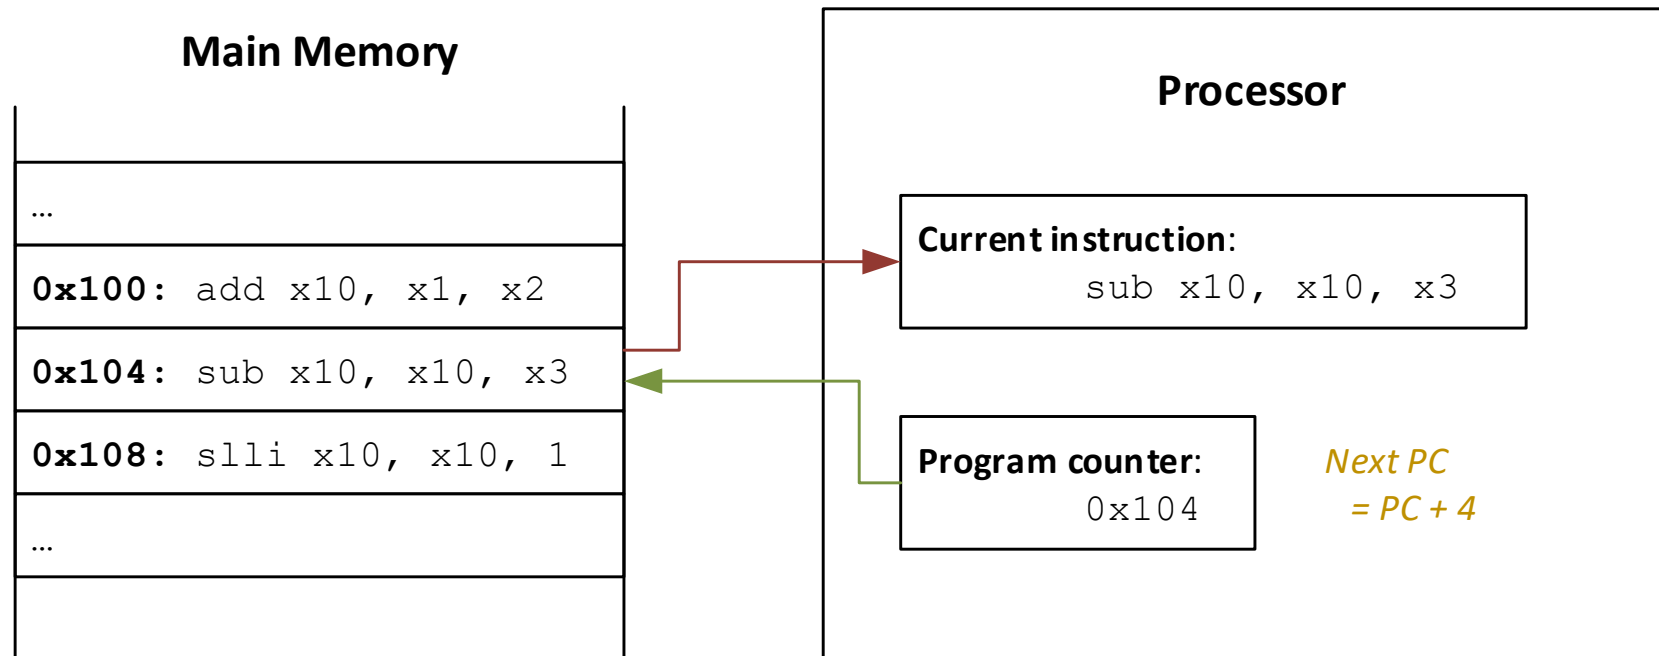 Main Memory
…
0x100: add x10, x1, x2
0x104: sub x10, x10, x3
0x108: slli x10, x10, 1
…
Processor
Current instruction:
sub x10, x10, x3
Program counter:
0x104
Next PC
= PC + 4